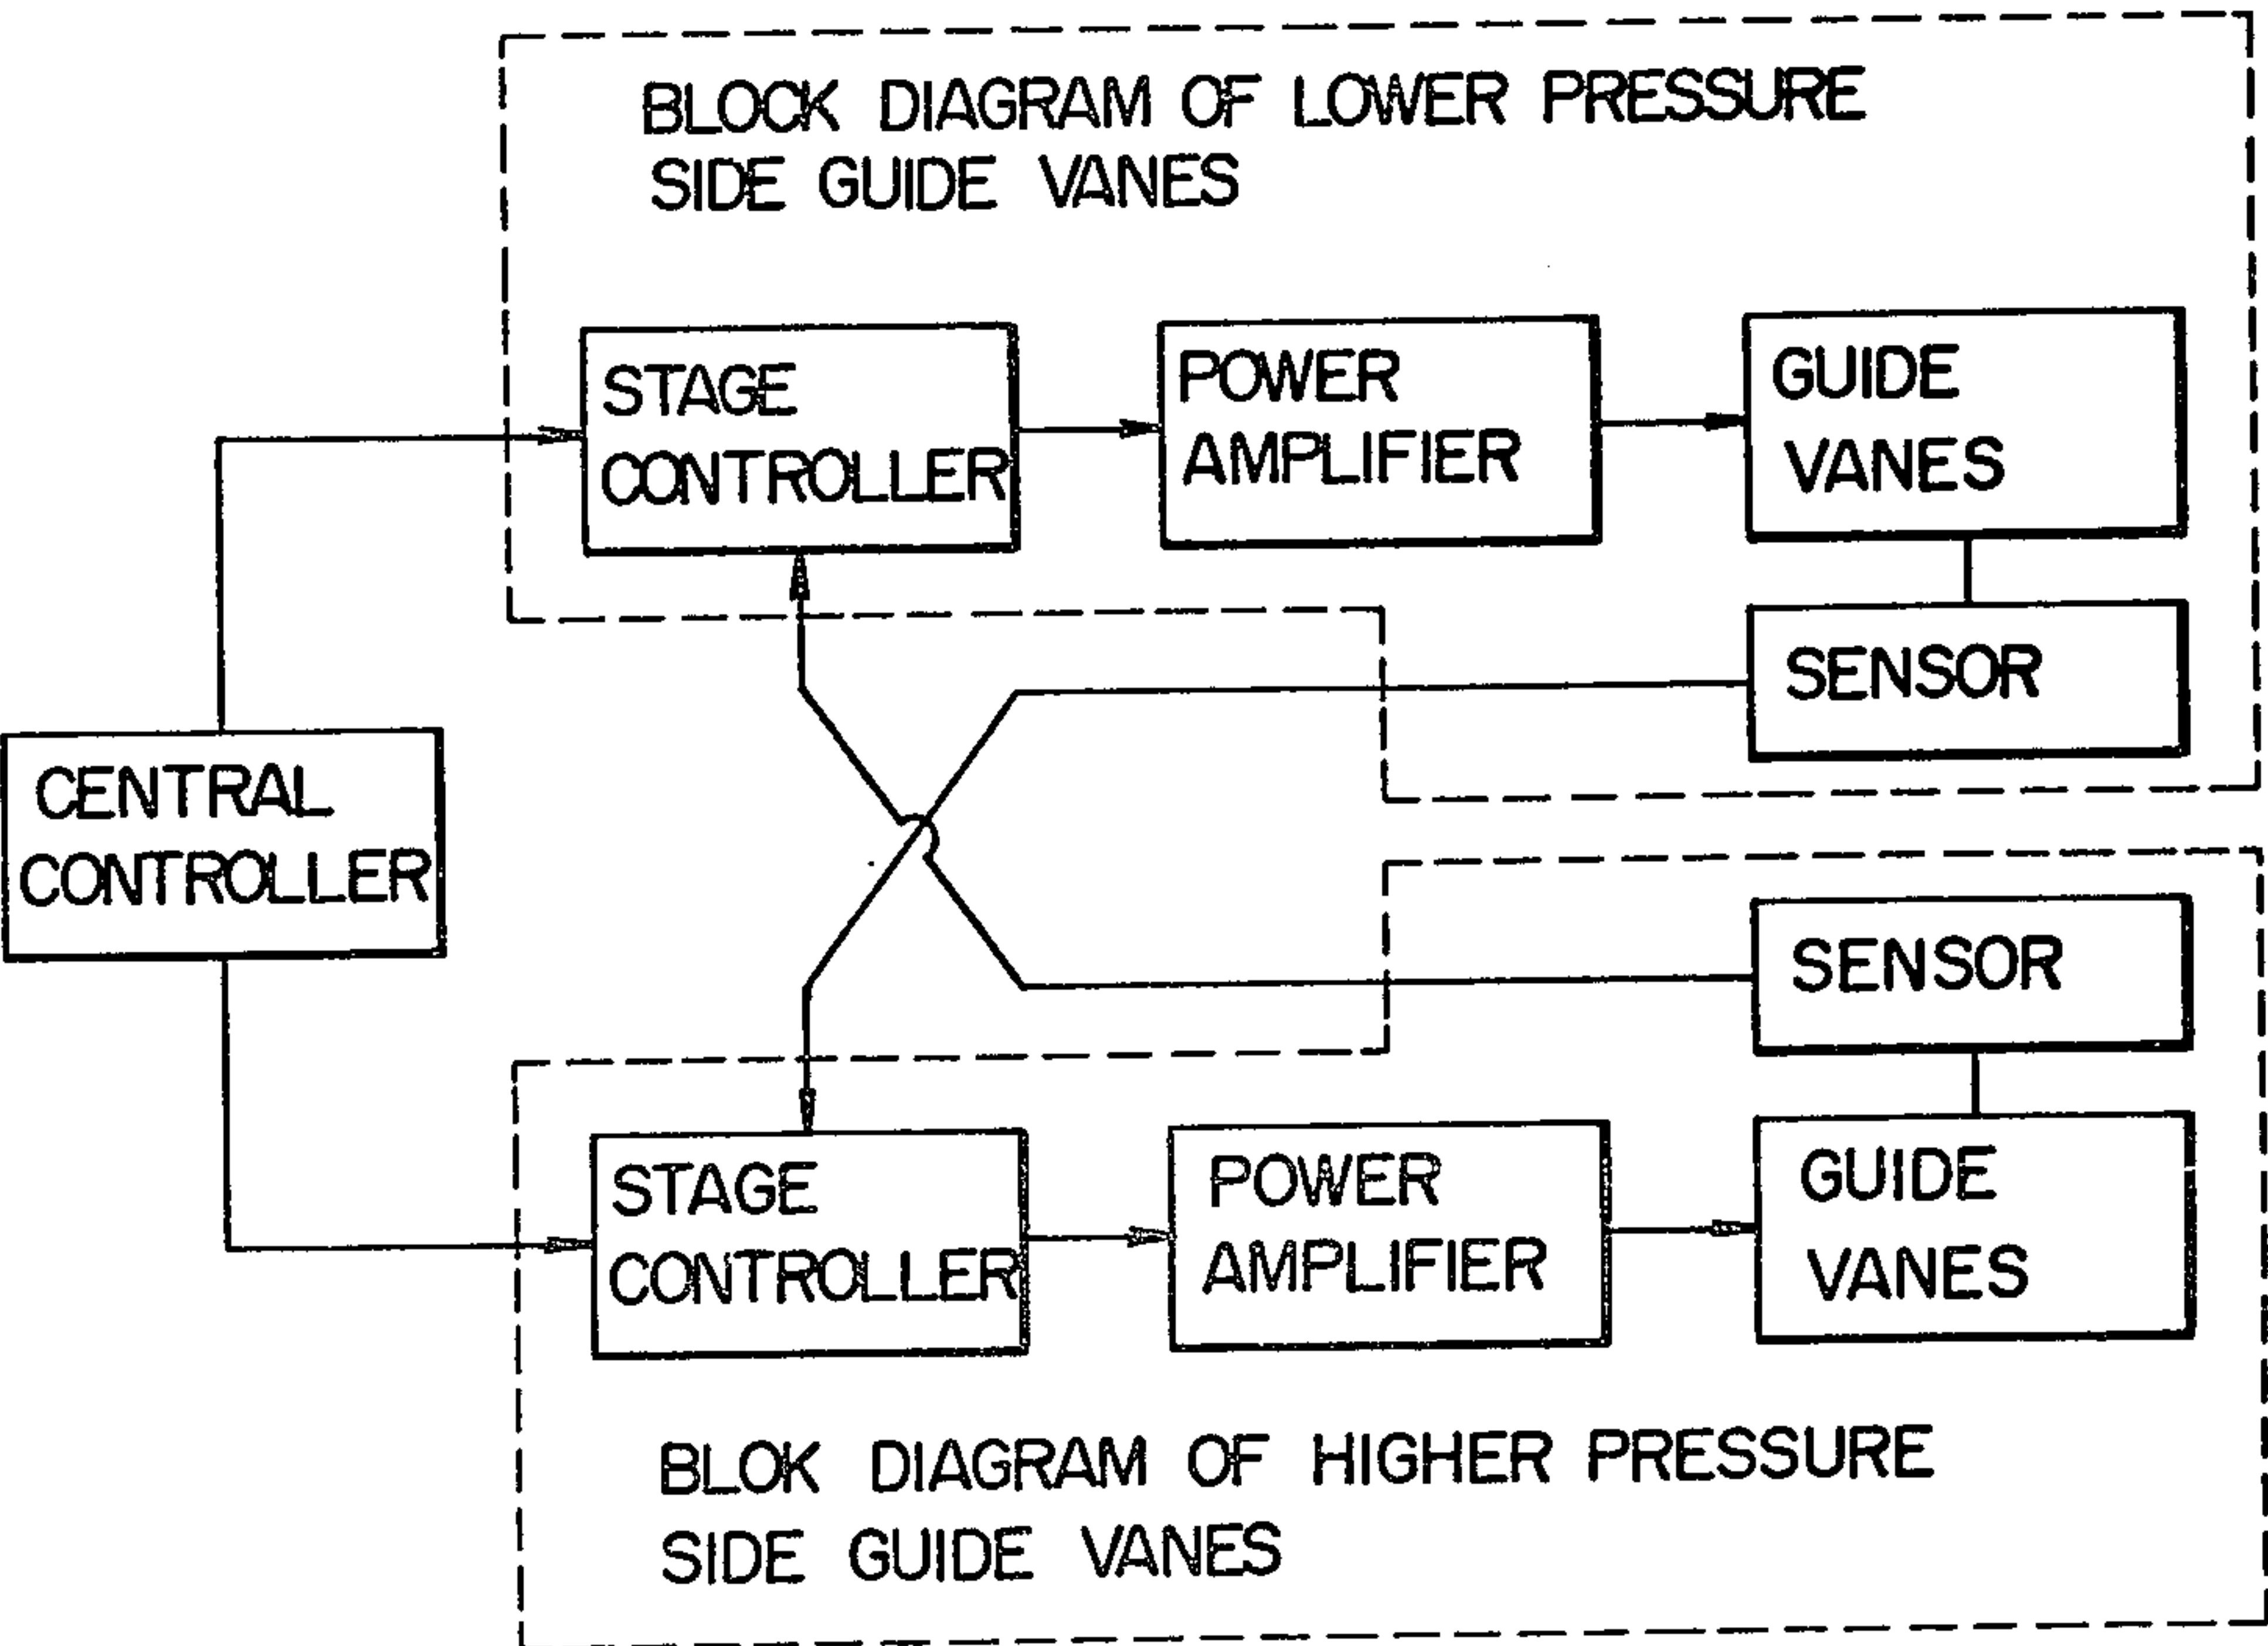 BLOCK DIAGRAM OF LOWER PRESSURE
SIDE GUIDE VANES
STAGE
CONTROLLER
POWER
AMPLIFIER
GUIDE
VANES
SENSOR
CENTRAL
CONTROLLER
SENSOR
STAGE
CONTROLLER
POWER
AMPLIFIER
GUIDE
VANES
BLOK DIAGRAM OF HIGHER PRESSURE
SIDE GUIDE VANES